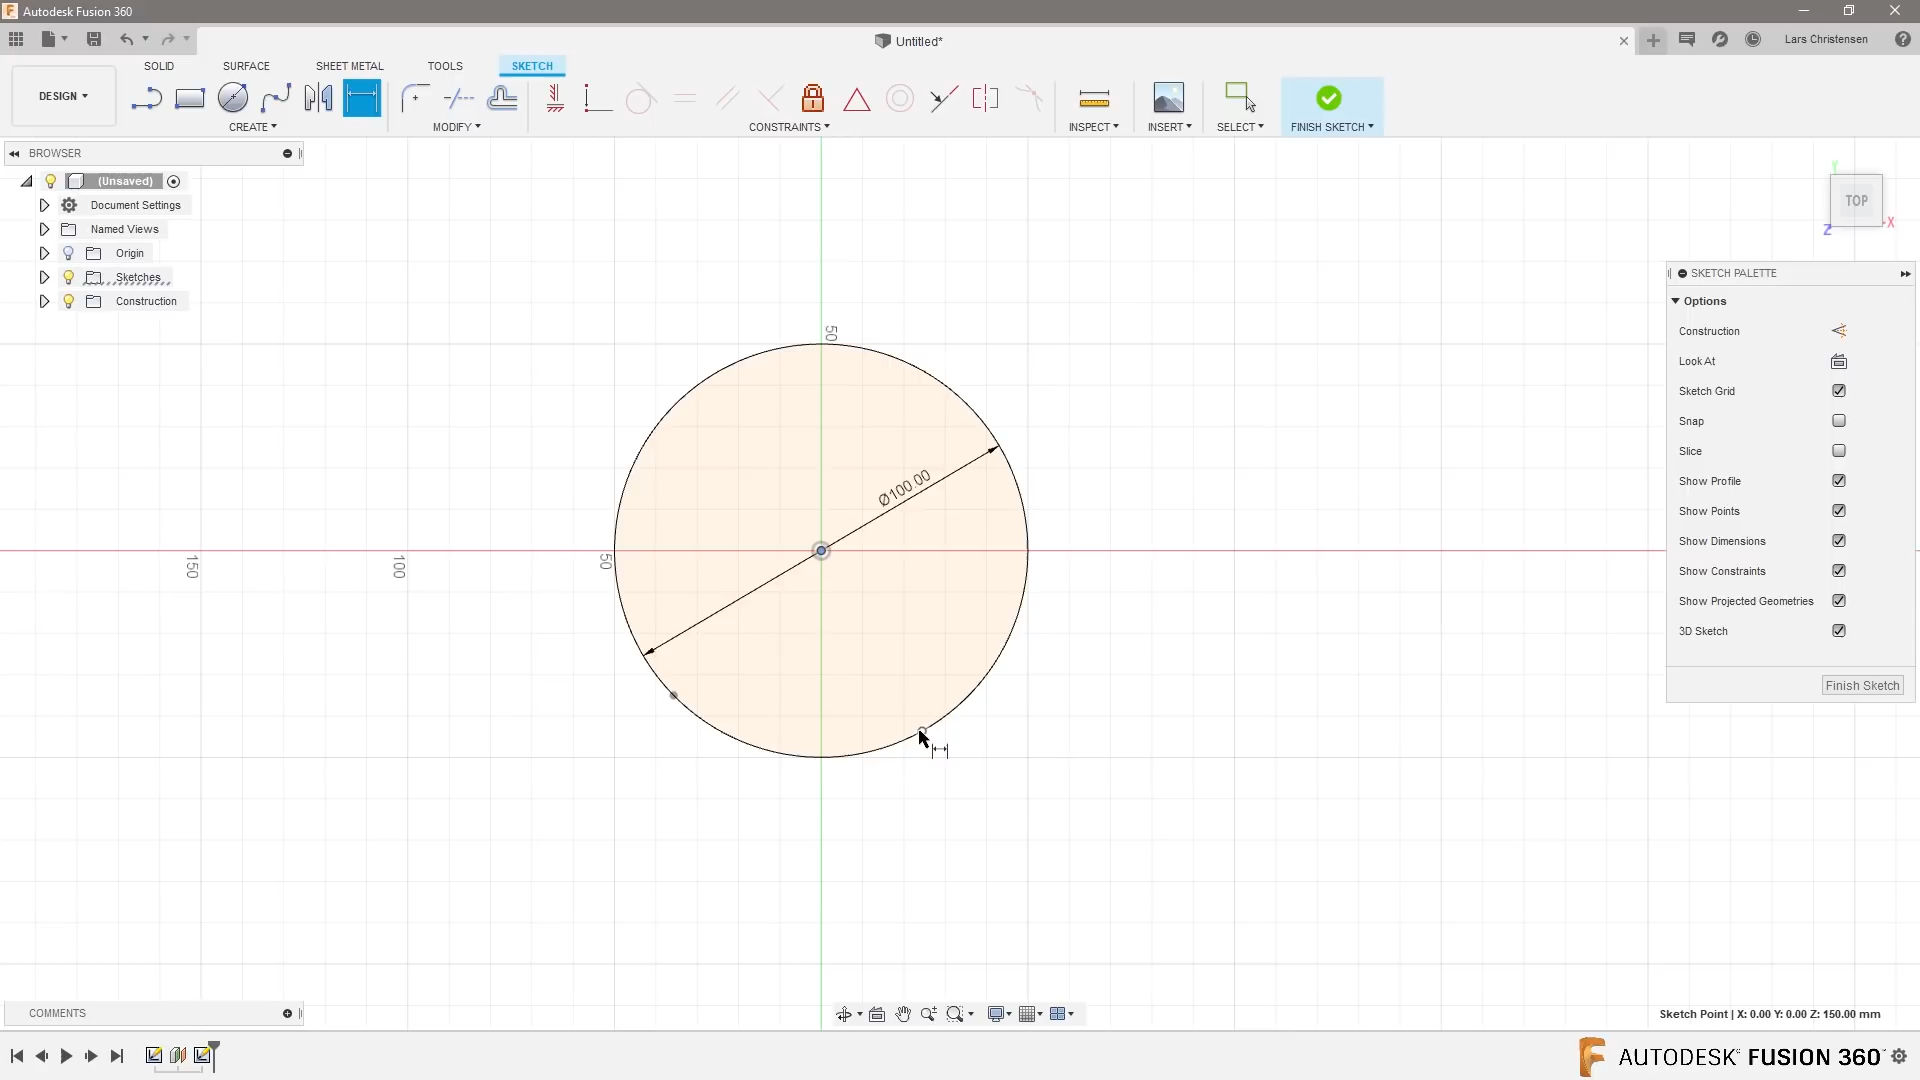 Autodesk Fusion 360
Untitled*
Lars Christensen
SOLID SURFACE SHEET METAL TOOLS SKETCH
DESIGN
CREATE MODIFY CONSTRAINTS INSPECT INSERT SELECT FINISH SKETCH
BROWSER
(Unsaved)
Document Settings
Named Views
Origin
Sketches
Construction
Y
TOP
X
Z
SKETCH PALETTE
Options
Construction
Look At
Sketch Grid
Snap
Slice
Show Profile
Show Points
Show Dimensions
Show Constraints
Show Projected Geometries
3D Sketch
Finish Sketch
50
Ø100.00
150
100
50
COMMENTS
Sketch Point | X: 0.00 Y: 0.00 Z: 150.00 mm
AUTODESK® FUSION 360™